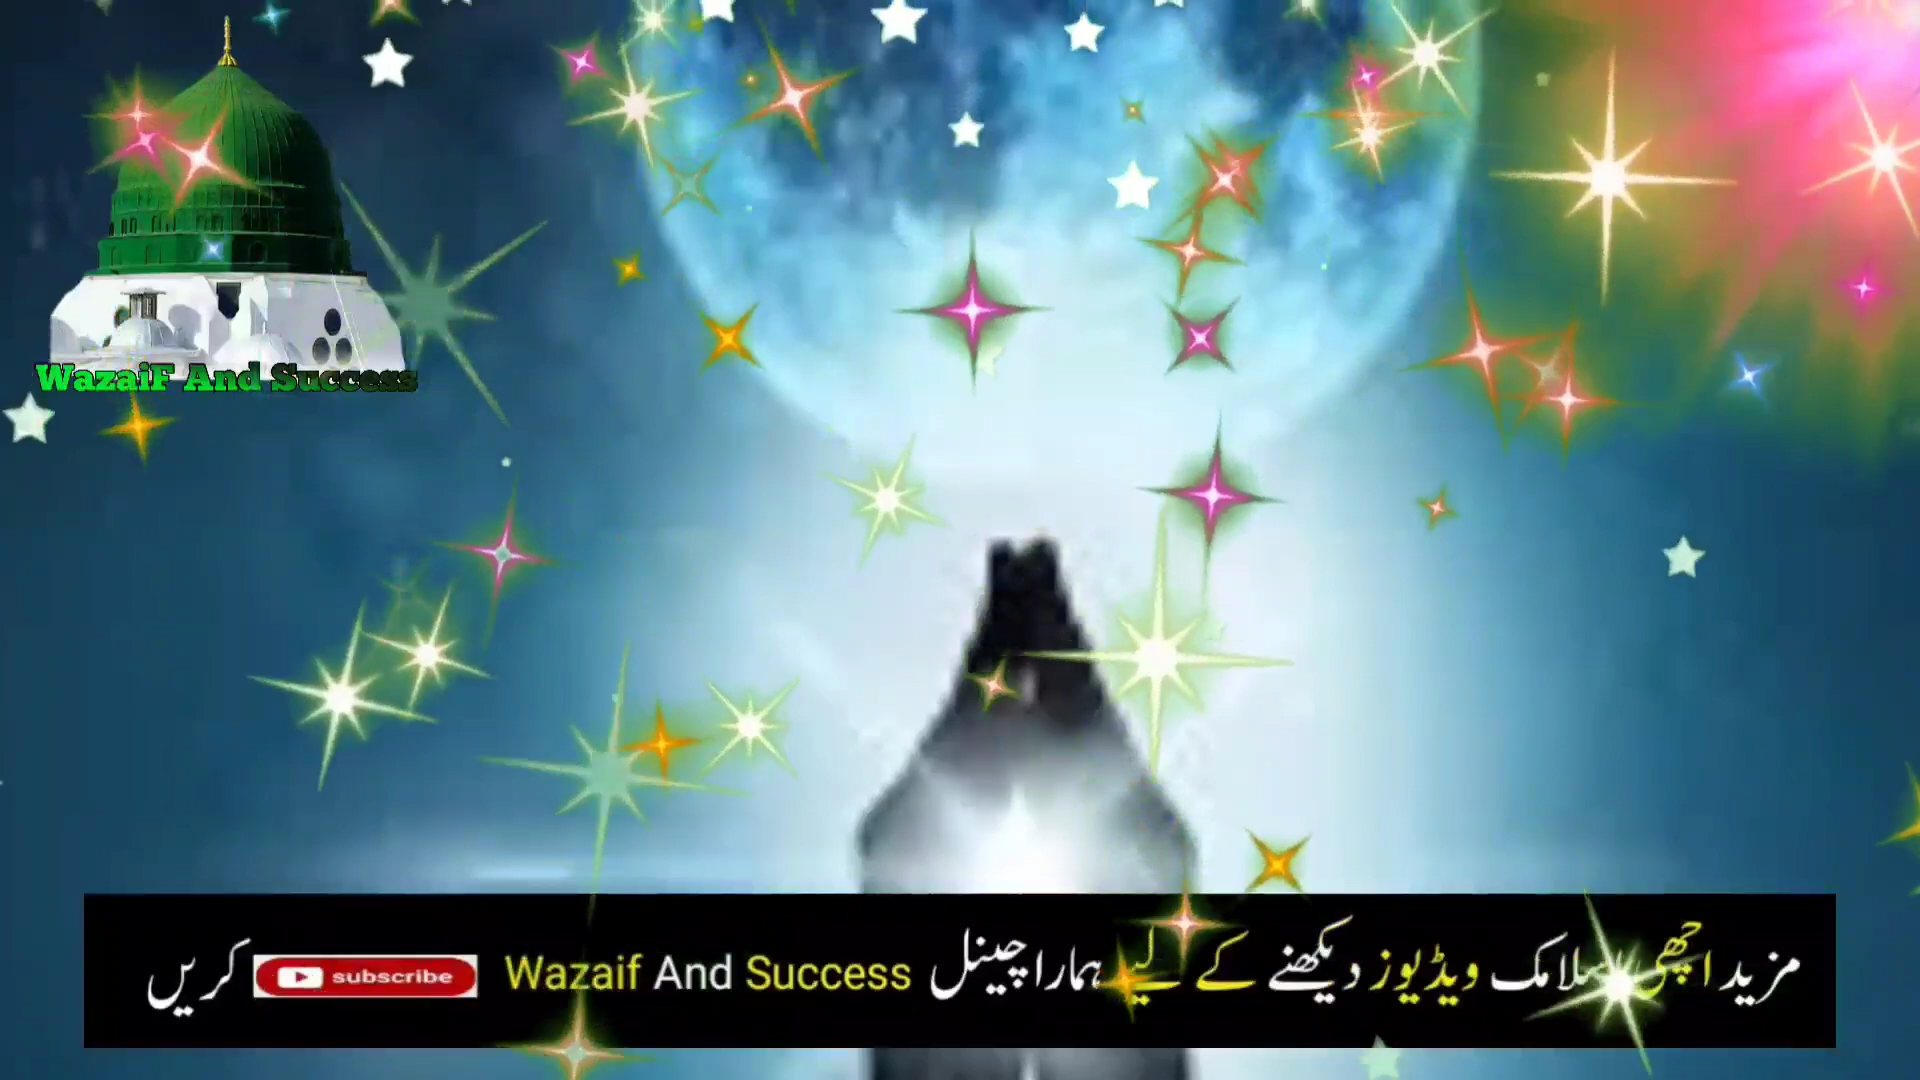 WazaiF And Success
مزید اچھی اسلامک ویڈیوز دیکھنے کے لیے ہمارا چینل Wazaif And Success subscribe کریں